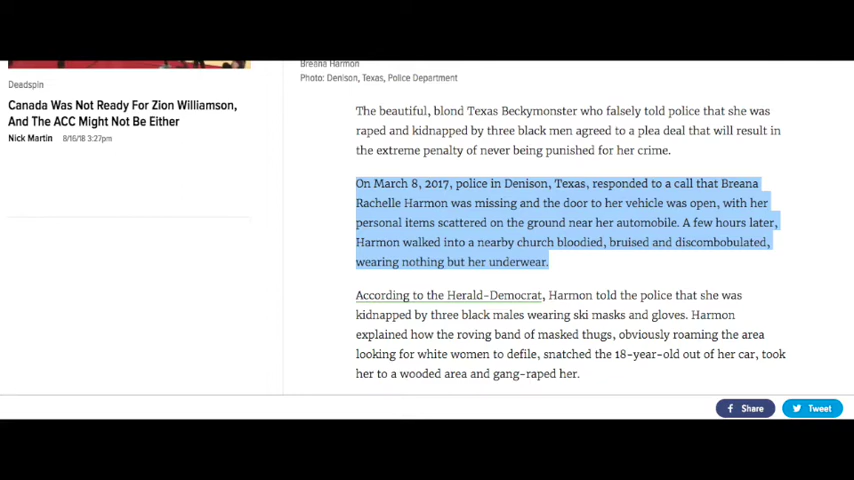 Deadspin
Canada Was Not Ready For Zion Williamson,
And The ACC Might Not Be Either
Nick Martin 8/16/18 3:27pm
Breana Harmon
Photo: Denison, Texas, Police Department
The beautiful, blond Texas Beckymonster who falsely told police that she was
raped and kidnapped by three black men agreed to a plea deal that will result in
the extreme penalty of never being punished for her crime.
On March 8, 2017, police in Denison, Texas, responded to a call that Breana
Rachelle Harmon was missing and the door to her vehicle was open, with her
personal items scattered on the ground near her automobile. A few hours later,
Harmon walked into a nearby church bloodied, bruised and discombobulated,
wearing nothing but her underwear.
According to the Herald-Democrat, Harmon told the police that she was
kidnapped by three black males wearing ski masks and gloves. Harmon
explained how the roving band of masked thugs, obviously roaming the area
looking for white women to defile, snatched the 18-year-old out of her car, took
her to a wooded area and gang-raped her.
Share Tweet